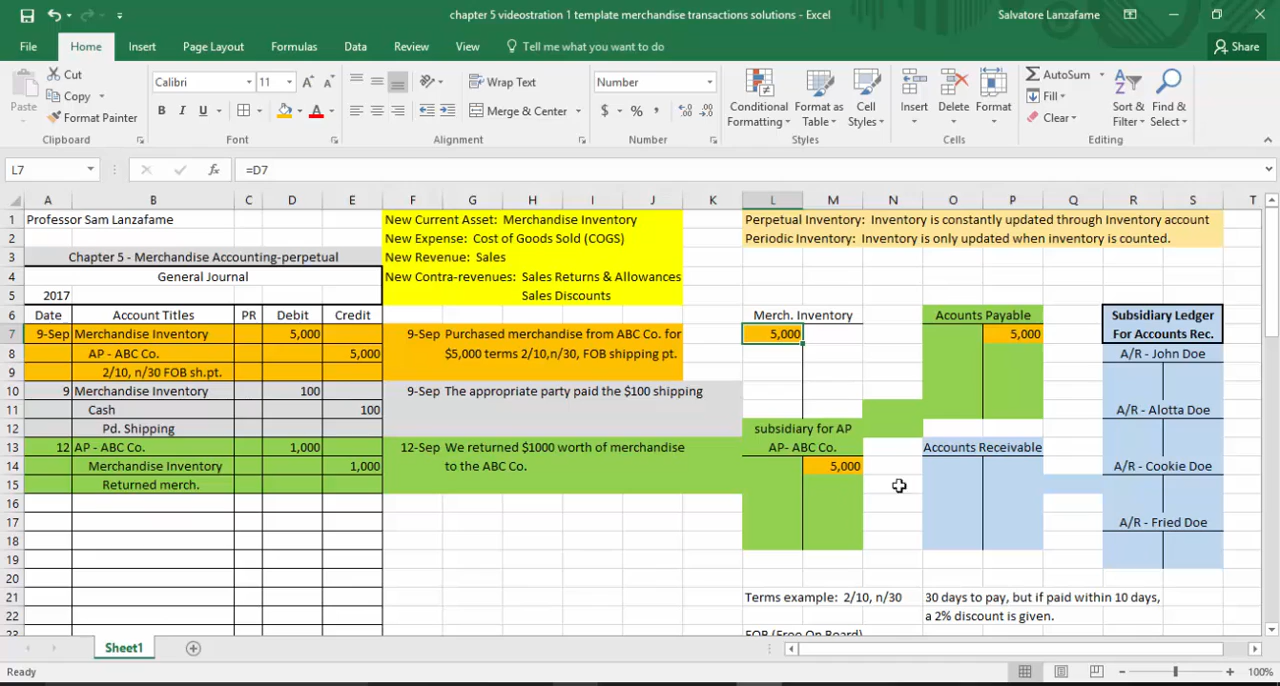 chapter 5 videostration 1 template merchandise transactions solutions - Excel
Salvatore Lanzafame
File Home Insert Page Layout Formulas Data Review View Tell me what you want to do Share
Paste
Cut
Copy
Format Painter
Clipboard
Calibri 11
B I U
Font
Wrap Text
Merge & Center
Alignment
Number
$ % ,
Number
Conditional Formatting
Format as Table
Cell Styles
Styles
Insert Delete Format
Cells
AutoSum
Fill
Clear
Sort & Filter
Find & Select
Editing
L7 fx =D7
A B C D E F G H I J K L M N O P Q R S T
1 Professor Sam Lanzafame New Current Asset: Merchandise Inventory Perpetual Inventory: Inventory is constantly updated through Inventory account
2 New Expense: Cost of Goods Sold (COGS) Periodic Inventory: Inventory is only updated when inventory is counted.
3 Chapter 5 - Merchandise Accounting-perpetual New Revenue: Sales
4 General Journal New Contra-revenues: Sales Returns & Allowances
5 2017 Sales Discounts
6 Date Account Titles PR Debit Credit Merch. Inventory Acounts Payable Subsidiary Ledger
7 9-Sep Merchandise Inventory 5,000 9-Sep Purchased merchandise from ABC Co. for 5,000 5,000 For Accounts Rec.
8 AP - ABC Co. 5,000 $5,000 terms 2/10,n/30, FOB shipping pt. A/R - John Doe
9 2/10, n/30 FOB sh.pt.
10 9 Merchandise Inventory 100 9-Sep The appropriate party paid the $100 shipping
11 Cash 100 A/R - Alotta Doe
12 Pd. Shipping subsidiary for AP
13 12 AP - ABC Co. 1,000 12-Sep We returned $1000 worth of merchandise AP- ABC Co. Accounts Receivable
14 Merchandise Inventory 1,000 to the ABC Co. 5,000 A/R - Cookie Doe
15 Returned merch.
16
17 A/R - Fried Doe
18
19
20
21 Terms example: 2/10, n/30 30 days to pay, but if paid within 10 days,
22 a 2% discount is given.
23 FOB (Free On Board)
Sheet1
Ready 100%